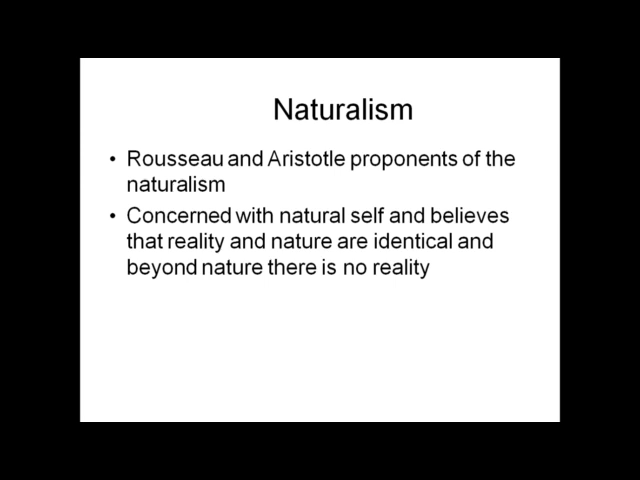 Naturalism
• Rousseau and Aristotle proponents of the
naturalism
• Concerned with natural self and believes
that reality and nature are identical and
beyond nature there is no reality